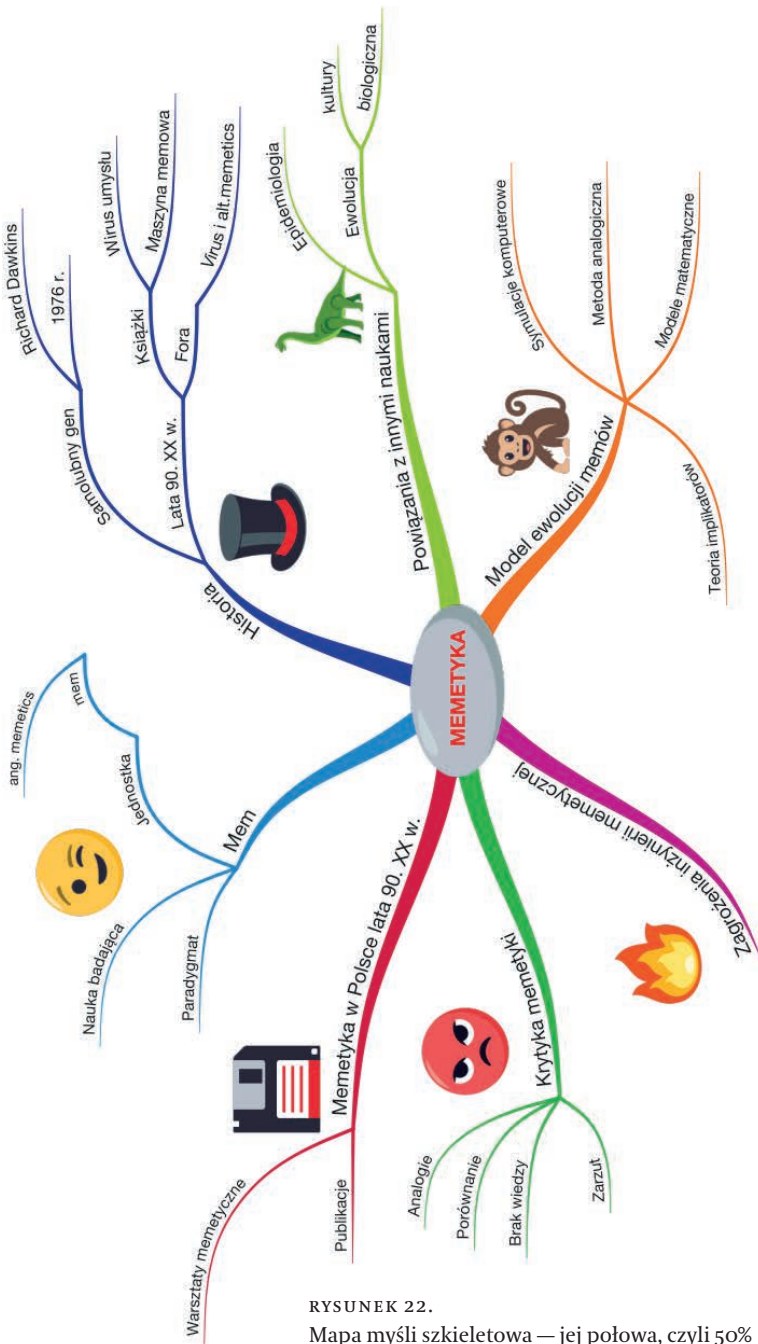 MEMETYKA
Historia
Samolubny gen
Richard Dawkins
1976 r.
Lata 90. XX w.
Książki
Wirus umysłu
Maszyna memowa
Fora
Virus i alt.memetics
Powiązania z innymi naukami
Epidemiologia
Ewolucja
kultury
biologiczna
Model ewolucji memów
Symulacje komputerowe
Metoda analogiczna
Modele matematyczne
Teoria implikatorów
Zagrożenia inżynierii memetycznej
Krytyka memetyki
Zarzut
Brak wiedzy
Porównanie
Analogie
Memetyka w Polsce lata 90. XX w.
Publikacje
Warsztaty memetyczne
Mem
Paradygmat
Nauka badająca
Jednostka
mem
ang. memetics
RYSUNEK 22.
Mapa myśli szkieletowa — jej połowa, czyli 50%